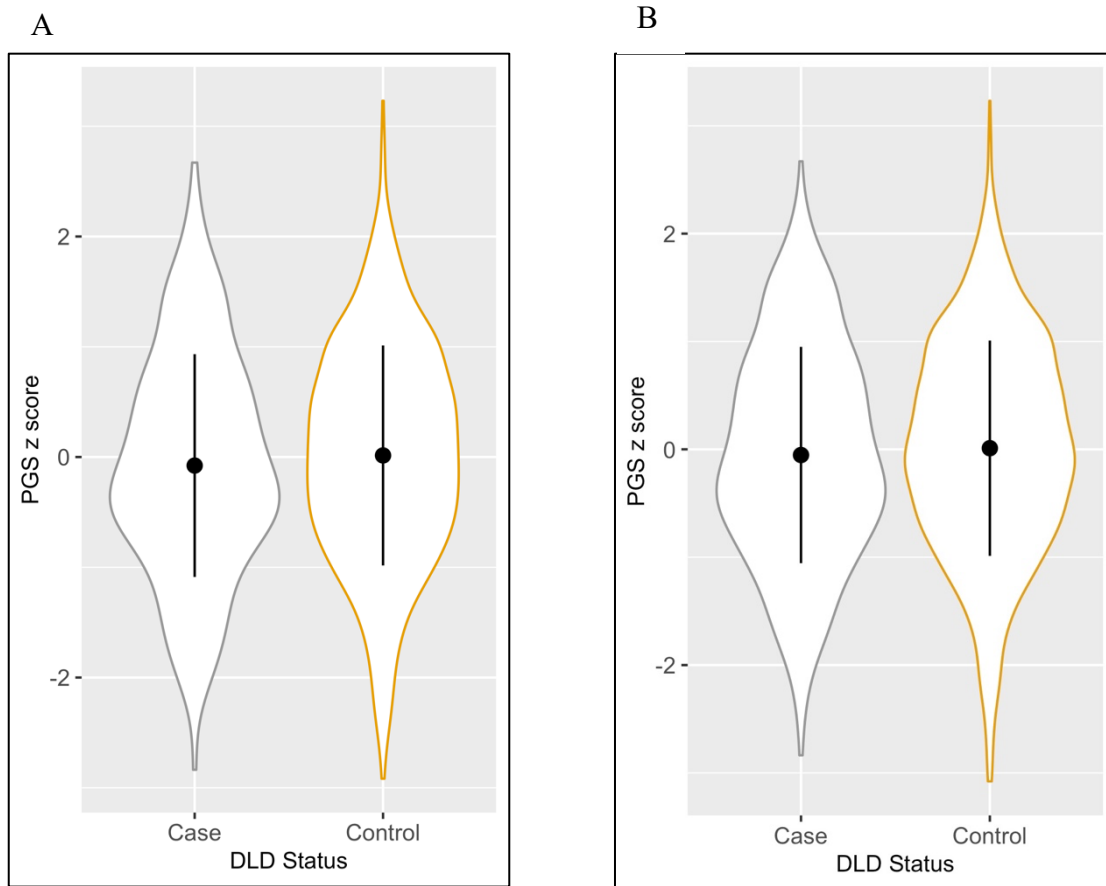 A
B
PGS z score
2
0
-2
Case
Control
DLD Status
PGS z score
2
0
-2
Case
Control
DLD Status